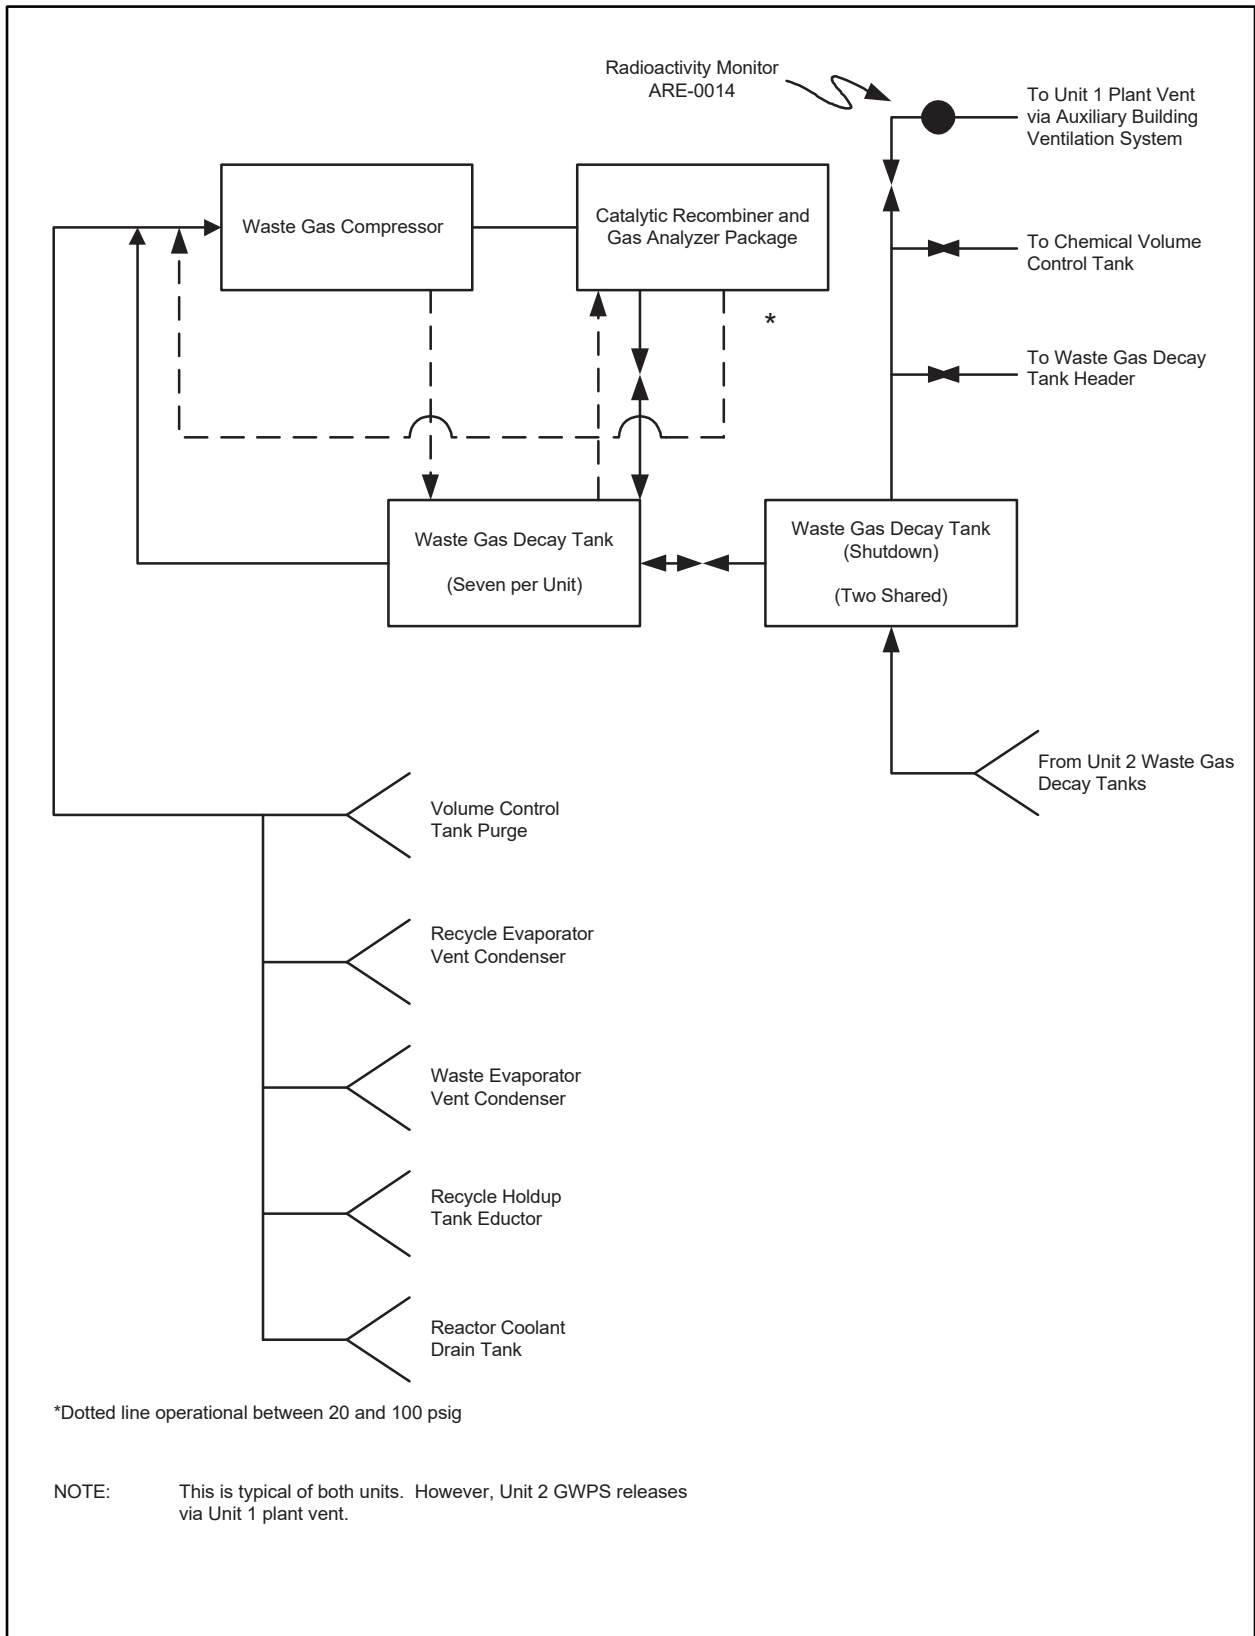 Radioactivity Monitor
ARE-0014
To Unit 1 Plant Vent
via Auxiliary Building
Ventilation System
Waste Gas Compressor
Catalytic Recombiner and
Gas Analyzer Package
To Chemical Volume
Control Tank
*
To Waste Gas Decay
Tank Header
Waste Gas Decay Tank
(Seven per Unit)
Waste Gas Decay Tank
(Shutdown)
(Two Shared)
From Unit 2 Waste Gas
Decay Tanks
Volume Control
Tank Purge
Recycle Evaporator
Vent Condenser
Waste Evaporator
Vent Condenser
Recycle Holdup
Tank Eductor
Reactor Coolant
Drain Tank
*Dotted line operational between 20 and 100 psig
NOTE: This is typical of both units.  However, Unit 2 GWPS releases
via Unit 1 plant vent.